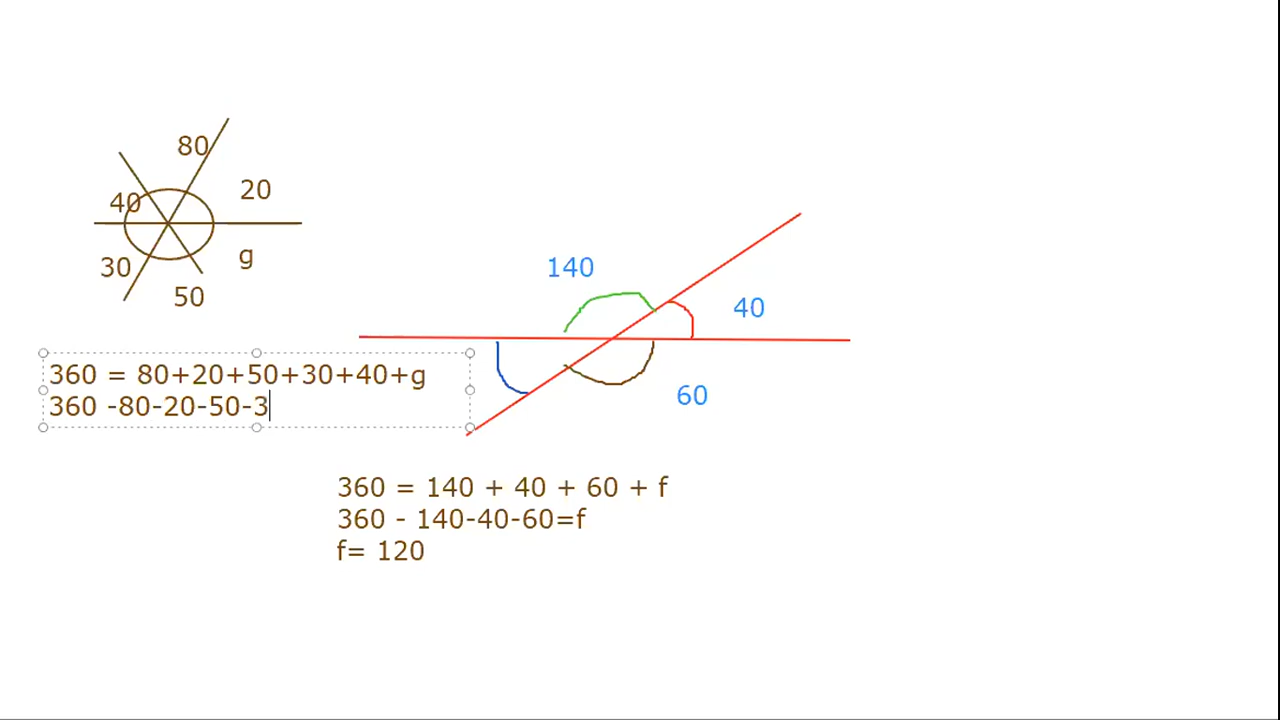 80
20
40
g
30
50
140
40
60
360 = 80+20+50+30+40+g
360 -80-20-50-3
360 = 140 + 40 + 60 + f
360 - 140-40-60=f
f= 120